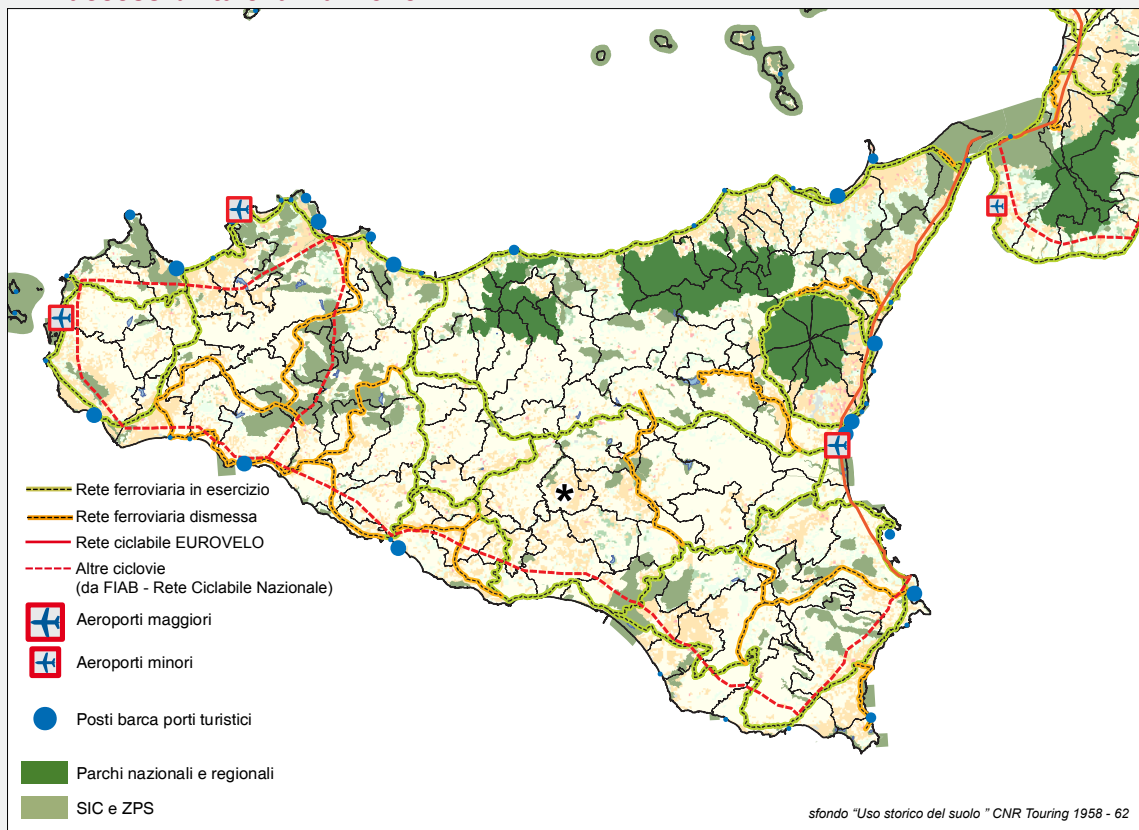 Rete ferroviaria in esercizio
Rete ferroviaria dismessa
Rete ciclabile EUROVELO
Altre ciclovie
(da FIAB - Rete Ciclabile Nazionale)
Aeroporti maggiori
Aeroporti minori
Posti barca porti turistici
Parchi nazionali e regionali
SIC e ZPS
*
sfondo "Uso storico del suolo " CNR Touring 1958 - 62